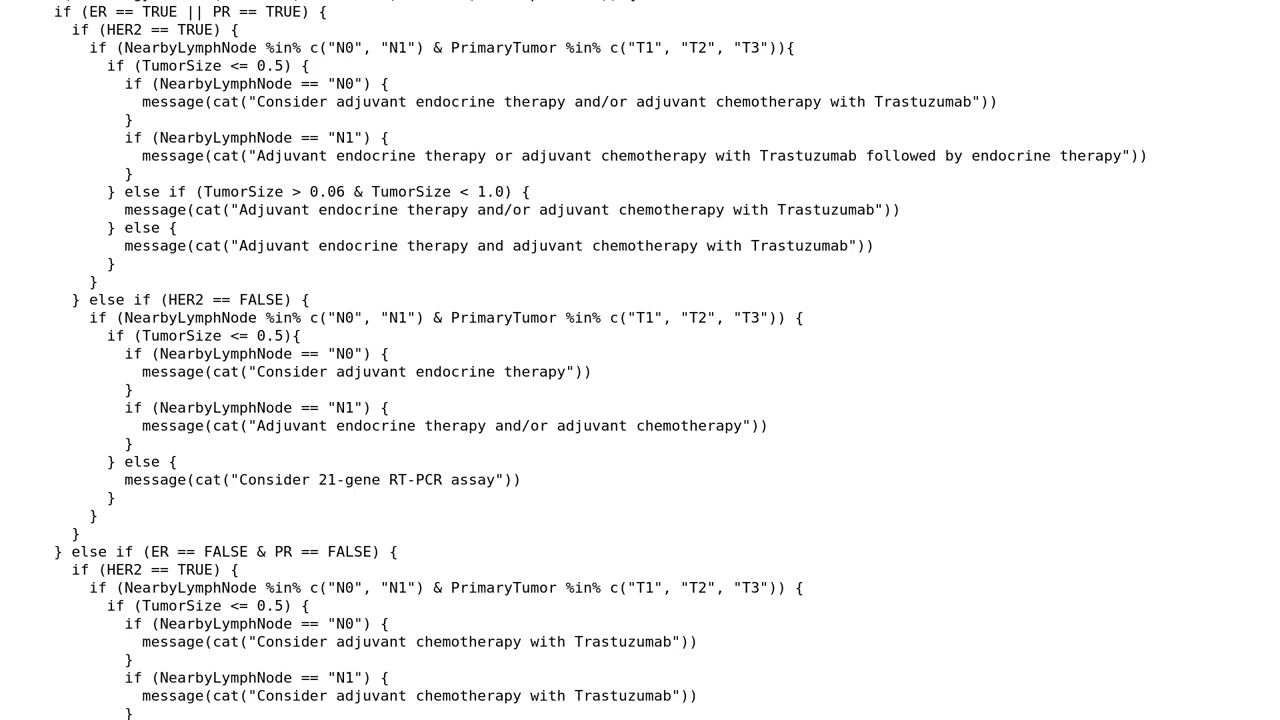 if (ER == TRUE || PR == TRUE) {
if (HER2 == TRUE) {
if (NearbyLymphNode %in% c("N0", "N1") & PrimaryTumor %in% c("T1", "T2", "T3")){
if (TumorSize <= 0.5) {
if (NearbyLymphNode == "N0") {
message(cat("Consider adjuvant endocrine therapy and/or adjuvant chemotherapy with Trastuzumab"))
}
if (NearbyLymphNode == "N1") {
message(cat("Adjuvant endocrine therapy or adjuvant chemotherapy with Trastuzumab followed by endocrine therapy"))
}
} else if (TumorSize > 0.06 & TumorSize < 1.0) {
message(cat("Adjuvant endocrine therapy and/or adjuvant chemotherapy with Trastuzumab"))
} else {
message(cat("Adjuvant endocrine therapy and adjuvant chemotherapy with Trastuzumab"))
}
}
} else if (HER2 == FALSE) {
if (NearbyLymphNode %in% c("N0", "N1") & PrimaryTumor %in% c("T1", "T2", "T3")) {
if (TumorSize <= 0.5){
if (NearbyLymphNode == "N0") {
message(cat("Consider adjuvant endocrine therapy"))
}
if (NearbyLymphNode == "N1") {
message(cat("Adjuvant endocrine therapy and/or adjuvant chemotherapy"))
}
} else {
message(cat("Consider 21-gene RT-PCR assay"))
}
}
}
} else if (ER == FALSE & PR == FALSE) {
if (HER2 == TRUE) {
if (NearbyLymphNode %in% c("N0", "N1") & PrimaryTumor %in% c("T1", "T2", "T3")) {
if (TumorSize <= 0.5) {
if (NearbyLymphNode == "N0") {
message(cat("Consider adjuvant chemotherapy with Trastuzumab"))
}
if (NearbyLymphNode == "N1") {
message(cat("Consider adjuvant chemotherapy with Trastuzumab"))
}